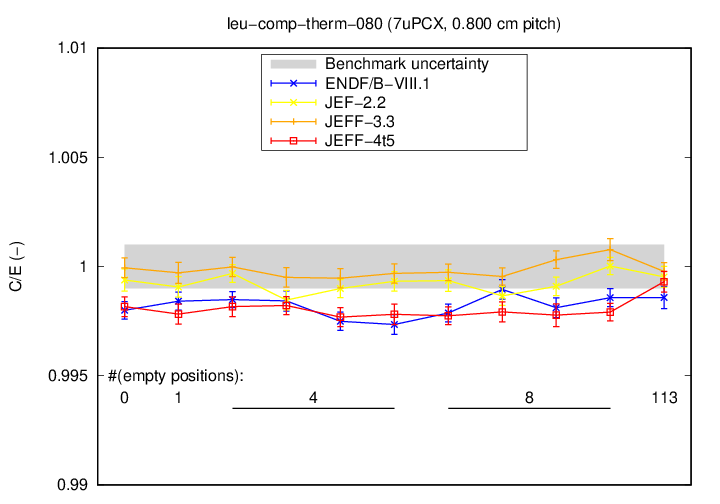 leu−comp−therm−080 (7uPCX, 0.800 cm pitch)
1.01
Benchmark uncertainty
ENDF/B−VIII.1
JEF−2.2
JEFF−3.3
JEFF−4t5
1.005
C/E (−)
1
0.995
#(empty positions):
0 1 4 8 113
0.99